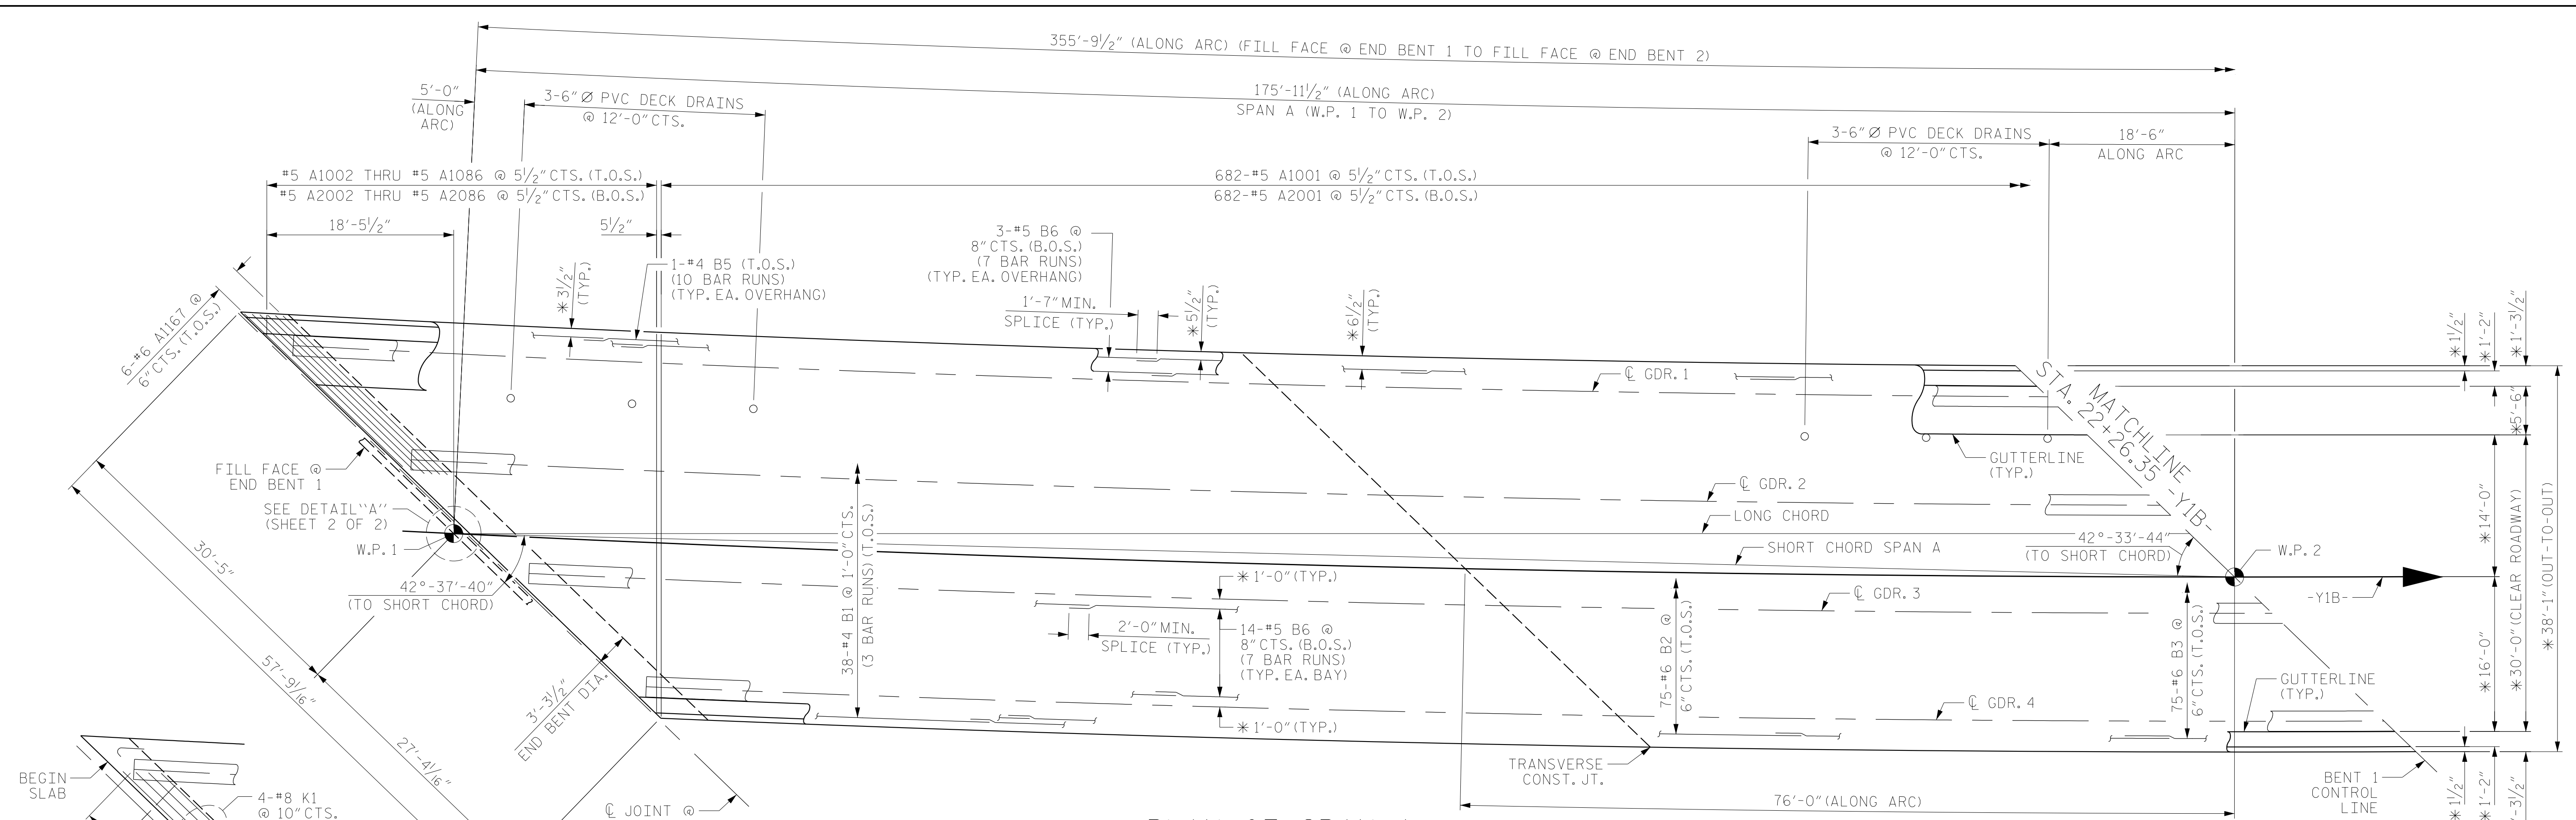 355'-9½" (ALONG ARC) (FILL FACE @ END BENT 1 TO FILL FACE @ END BENT 2)
175'-11½" (ALONG ARC)
SPAN A (W.P. 1 TO W.P. 2)
5'-0"
(ALONG
ARC)
3-6"Ø PVC DECK DRAINS
@ 12'-0"CTS.
3-6"Ø PVC DECK DRAINS
@ 12'-0"CTS.
18'-6"
ALONG ARC
#5 A1002 THRU #5 A1086 @ 5½"CTS.(T.O.S.)
#5 A2002 THRU #5 A2086 @ 5½"CTS.(B.O.S.)
682-#5 A1001 @ 5½"CTS.(T.O.S.)
682-#5 A2001 @ 5½"CTS.(B.O.S.)
18'-5½"
5½"
3-#5 B6 @
8"CTS.(B.O.S.)
(7 BAR RUNS)
(TYP.EA.OVERHANG)
1-#4 B5 (T.O.S.)
(10 BAR RUNS)
(TYP.EA.OVERHANG)
*3½"
(TYP.)
1'-7"MIN.
SPLICE (TYP.)
*5½"
(TYP.)
*6½"
(TYP.)
6-#6 A1167 @
6"CTS.(T.O.S.)
*1½"
*1'-2"
*1'-3½"
℄ GDR.1
MATCHLINE
STA. 22+26.35 -Y1B-
*5'-6"
GUTTERLINE
(TYP.)
FILL FACE @
END BENT 1
SEE DETAIL``A''
(SHEET 2 OF 2)
W.P.1
℄ GDR.2
LONG CHORD
SHORT CHORD SPAN A
42°-33'-44"
(TO SHORT CHORD)
W.P.2
*14'-0"
*30'-0"(CLEAR ROADWAY)
*38'-1"(OUT-TO-OUT)
30'-5"
42°-37'-40"
(TO SHORT CHORD)
38-#4 B1 @ 1'-0"CTS.
(3 BAR RUNS)(T.O.S.)
*1'-0"(TYP.)
℄ GDR.3
-Y1B-
2'-0"MIN.
SPLICE (TYP.)
14-#5 B6 @
8"CTS.(B.O.S.)
(7 BAR RUNS)
(TYP.EA.BAY)
75-#6 B2 @
6"CTS.(T.O.S.)
75-#6 B3 @
6"CTS.(T.O.S.)
*16'-0"
GUTTERLINE
(TYP.)
57'-9⁄16"
3'-3½"
END BENT DIA.
℄ GDR.4
*1'-0"(TYP.)
27'-4⁄16"
TRANSVERSE
CONST.JT.
BEGIN
SLAB
4-#8 K1
@ 10"CTS.
℄ JOINT @
76'-0"(ALONG ARC)
BENT 1
CONTROL
LINE
*1½"
*1'-2"
'-3½"